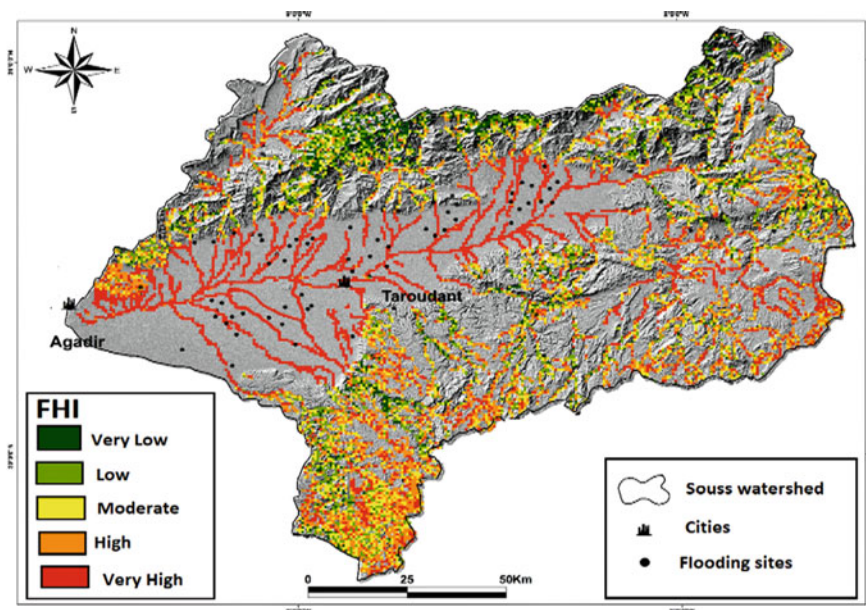 N
W E
S
Agadir
Taroudant
FHI
Very Low
Low
Moderate
High
Very High
Souss watershed
Cities
Flooding sites
0 25 50Km